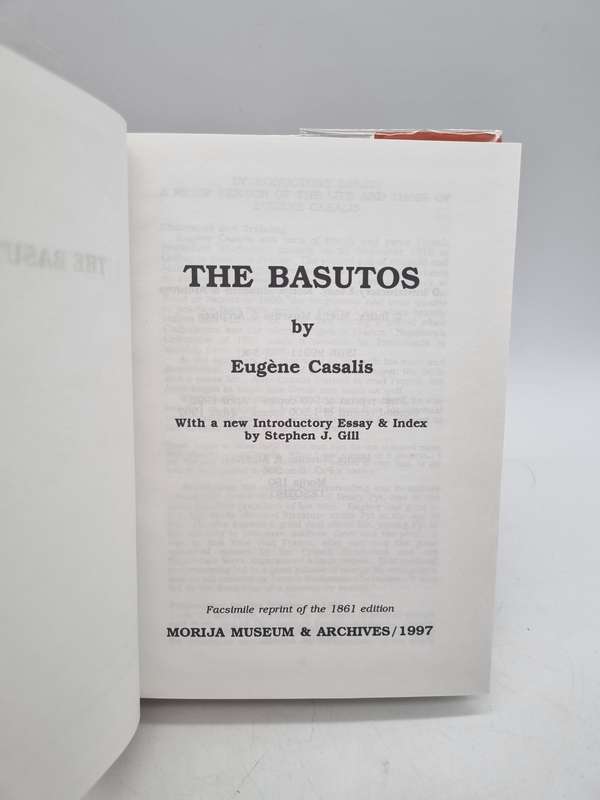 THE BASUTOS
by
Eugène Casalis
With a new Introductory Essay & Index
by Stephen J. Gill
Facsimile reprint of the 1861 edition
MORIJA MUSEUM & ARCHIVES/1997